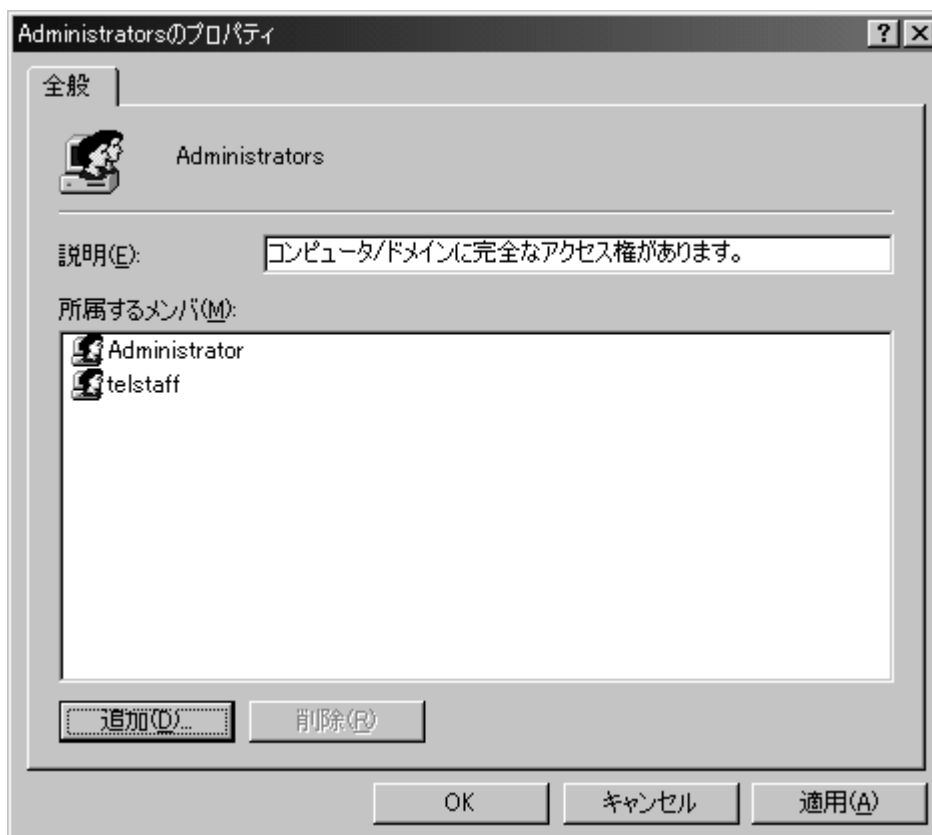 Administratorsのプロパティ
全般
Administrators
説明(E):
コンピュータ/ドメインに完全なアクセス権があります。
所属するメンバ(M):
Administrator
telstaff
追加(D)...
削除(R)
OK
キャンセル
適用(A)